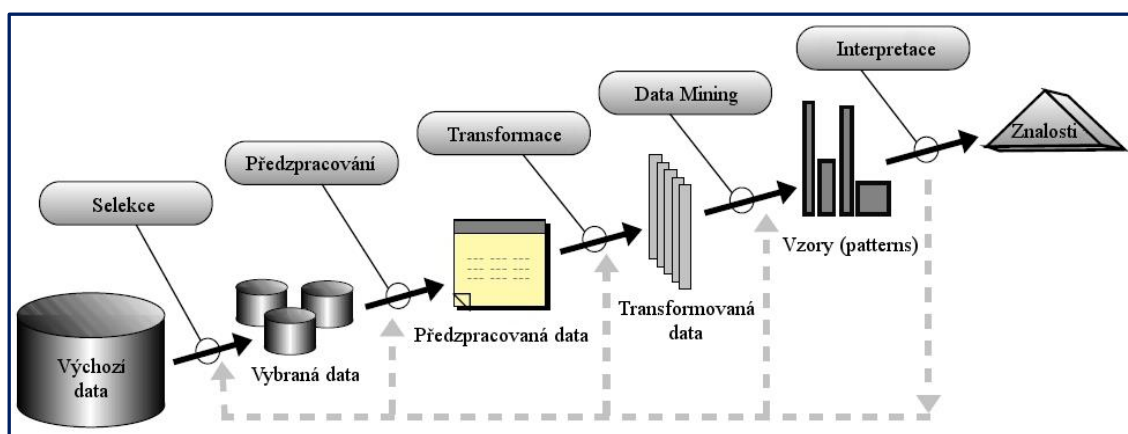 Interpretace
Data Mining
Transformace
Předzpracování
Selekce
Znalosti
Vzory (patterns)
Transformovaná
data
Předzpracovaná data
Vybraná data
Výchozí
data